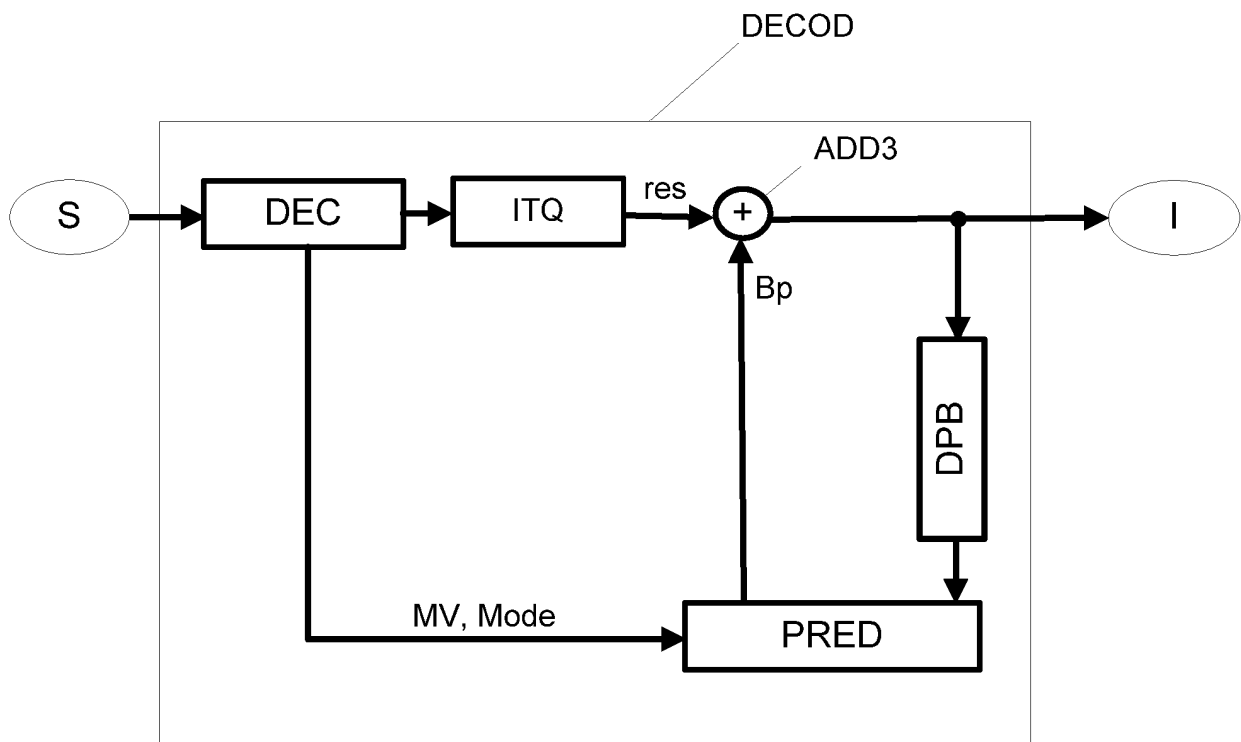 DECOD
ADD3
S
DEC
ITQ
res
+
I
Bp
DPB
MV, Mode
PRED